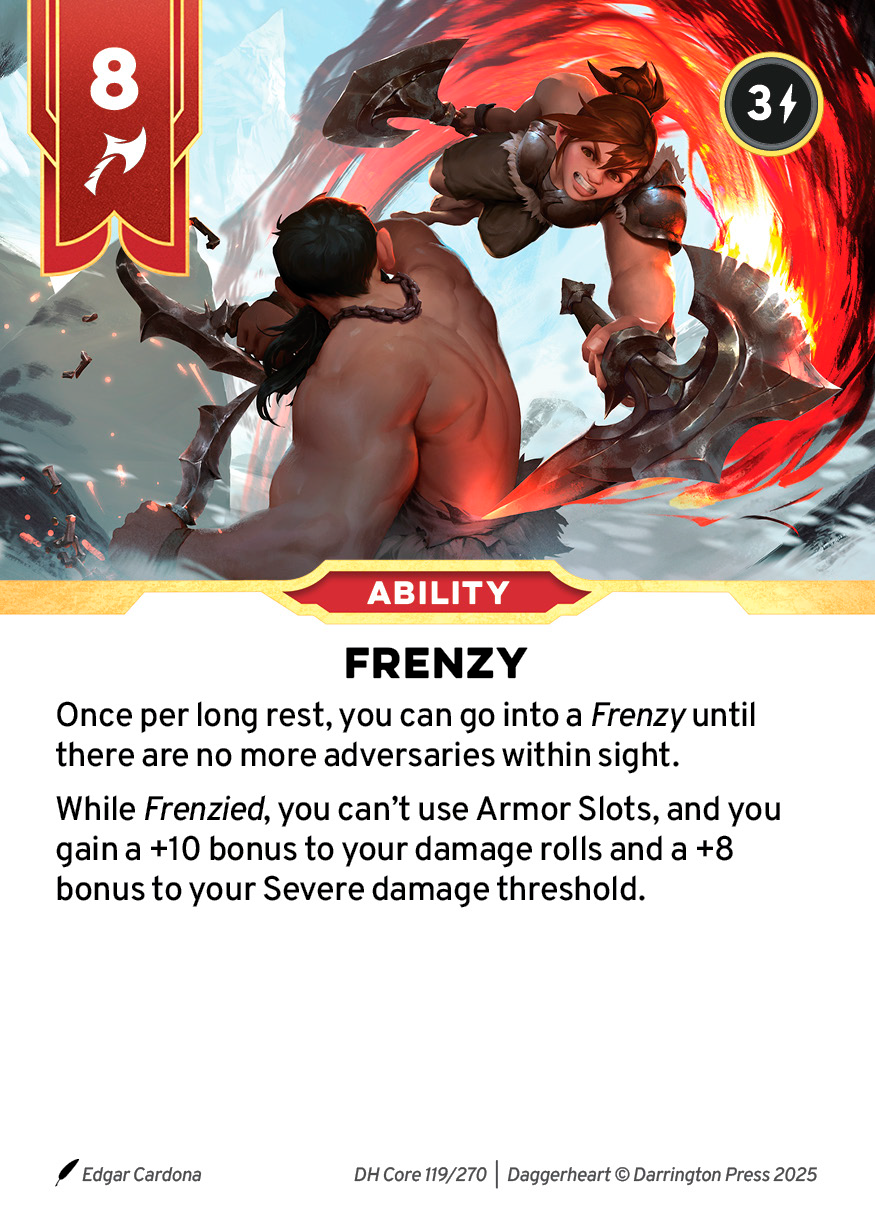 8
3
ABILITY
FRENZY
Once per long rest, you can go into a Frenzy until
there are no more adversaries within sight.
While Frenzied, you can’t use Armor Slots, and you
gain a +10 bonus to your damage rolls and a +8
bonus to your Severe damage threshold.
Edgar Cardona
DH Core 119/270 | Daggerheart © Darrington Press 2025